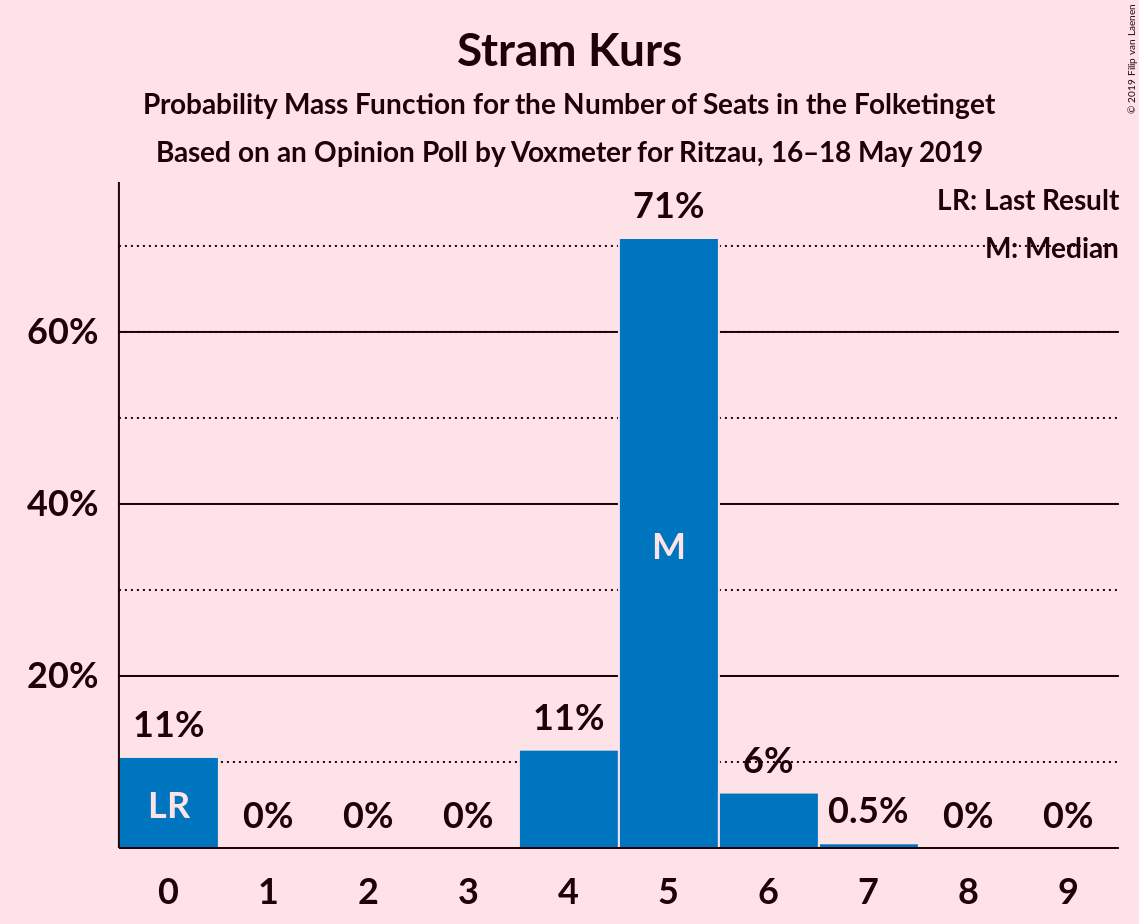 Stram Kurs
Probability Mass Function for the Number of Seats in the Folketinget
Based on an Opinion Poll by Voxmeter for Ritzau, 16–18 May 2019
© 2019 Filip van Laenen
LR: Last Result
M: Median
71%
60%
40%
20%
M
11%
LR
0%
0%
0%
11%
6%
0.5%
0%
0%
0 1 2 3 4 5 6 7 8 9